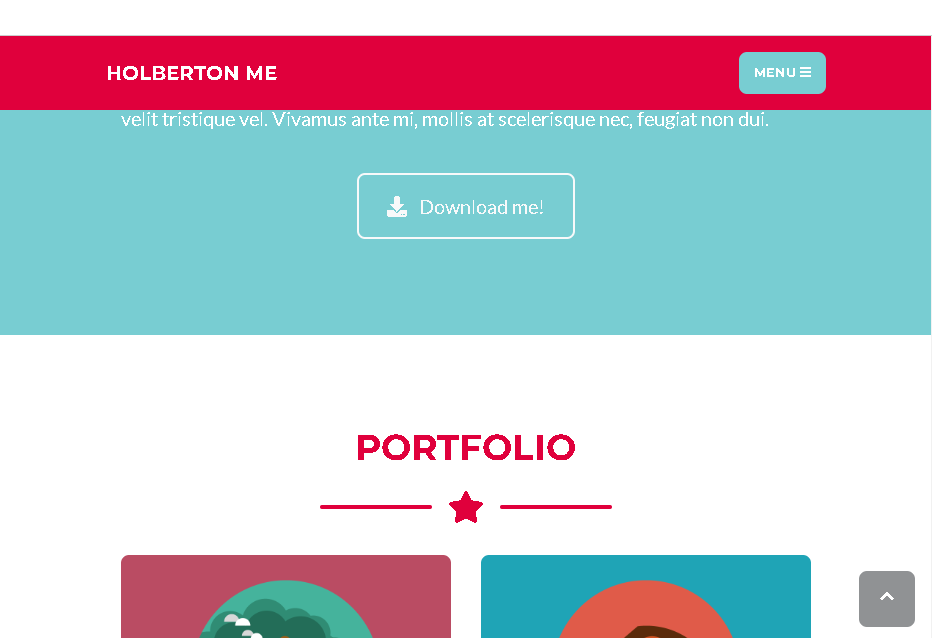 HOLBERTON ME
MENU
velit tristique vel. Vivamus ante mi, mollis at scelerisque nec, feugiat non dui.
Download me!
PORTFOLIO